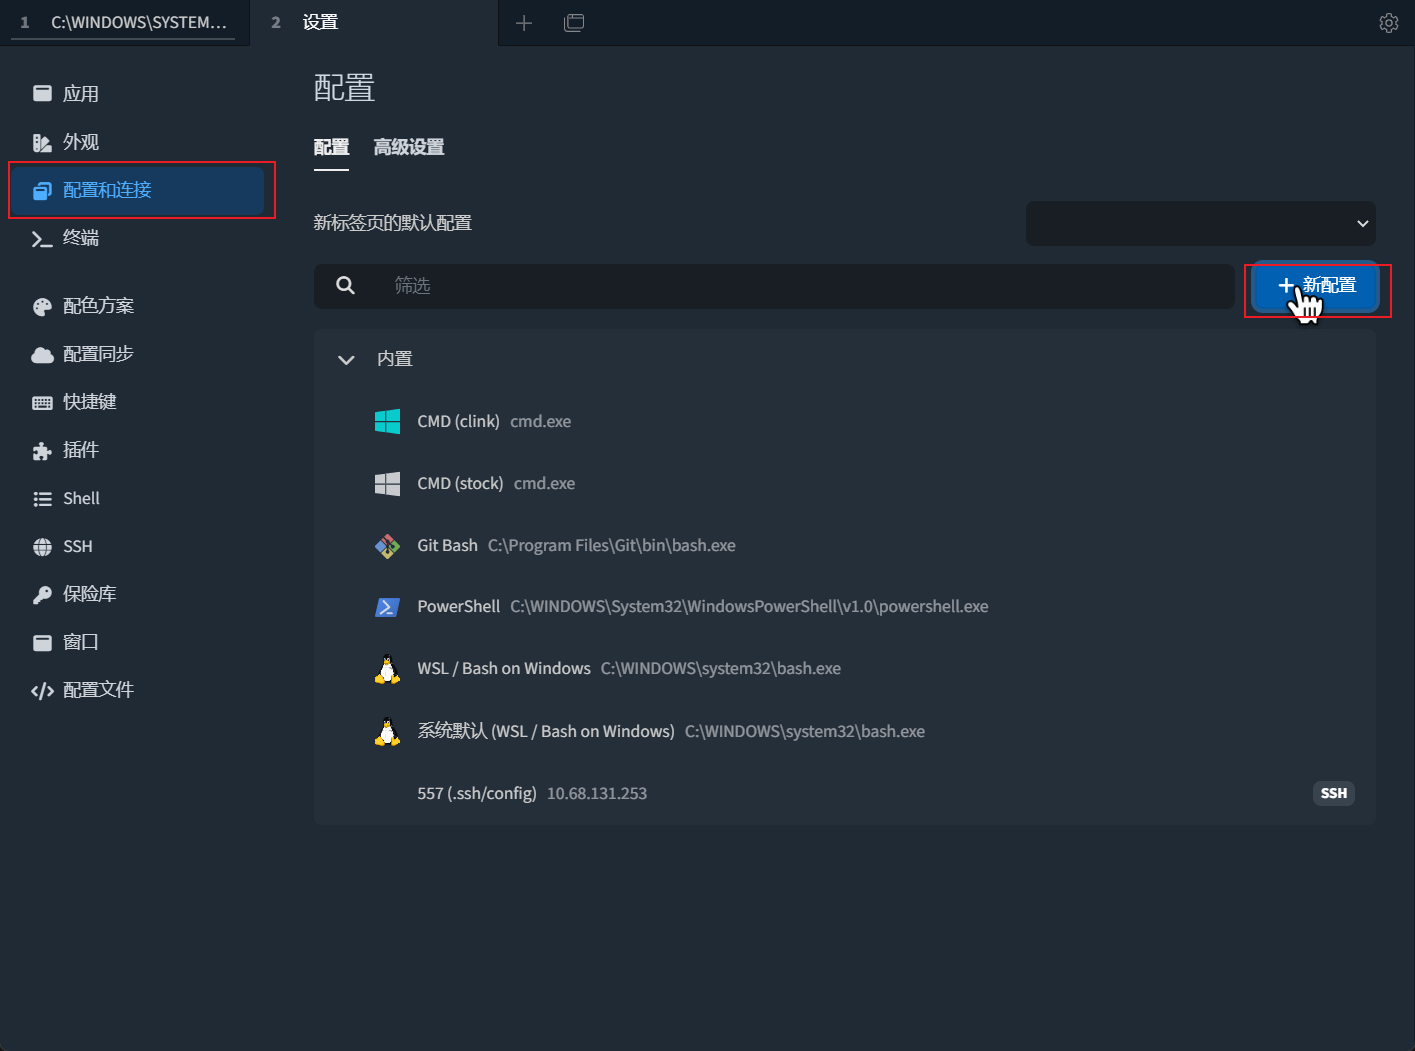 1 C:\WINDOWS\SYSTEM...
2 设置
应用
外观
配置和连接
终端
配色方案
配置同步
快捷键
插件
Shell
SSH
保险库
窗口
配置文件
配置
配置 高级设置
新标签页的默认配置
筛选
新配置
内置
CMD (clink) cmd.exe
CMD (stock) cmd.exe
Git Bash C:\Program Files\Git\bin\bash.exe
PowerShell C:\WINDOWS\System32\WindowsPowerShell\v1.0\powershell.exe
WSL / Bash on Windows C:\WINDOWS\system32\bash.exe
系统默认 (WSL / Bash on Windows) C:\WINDOWS\system32\bash.exe
557 (.ssh/config) 10.68.131.253 SSH